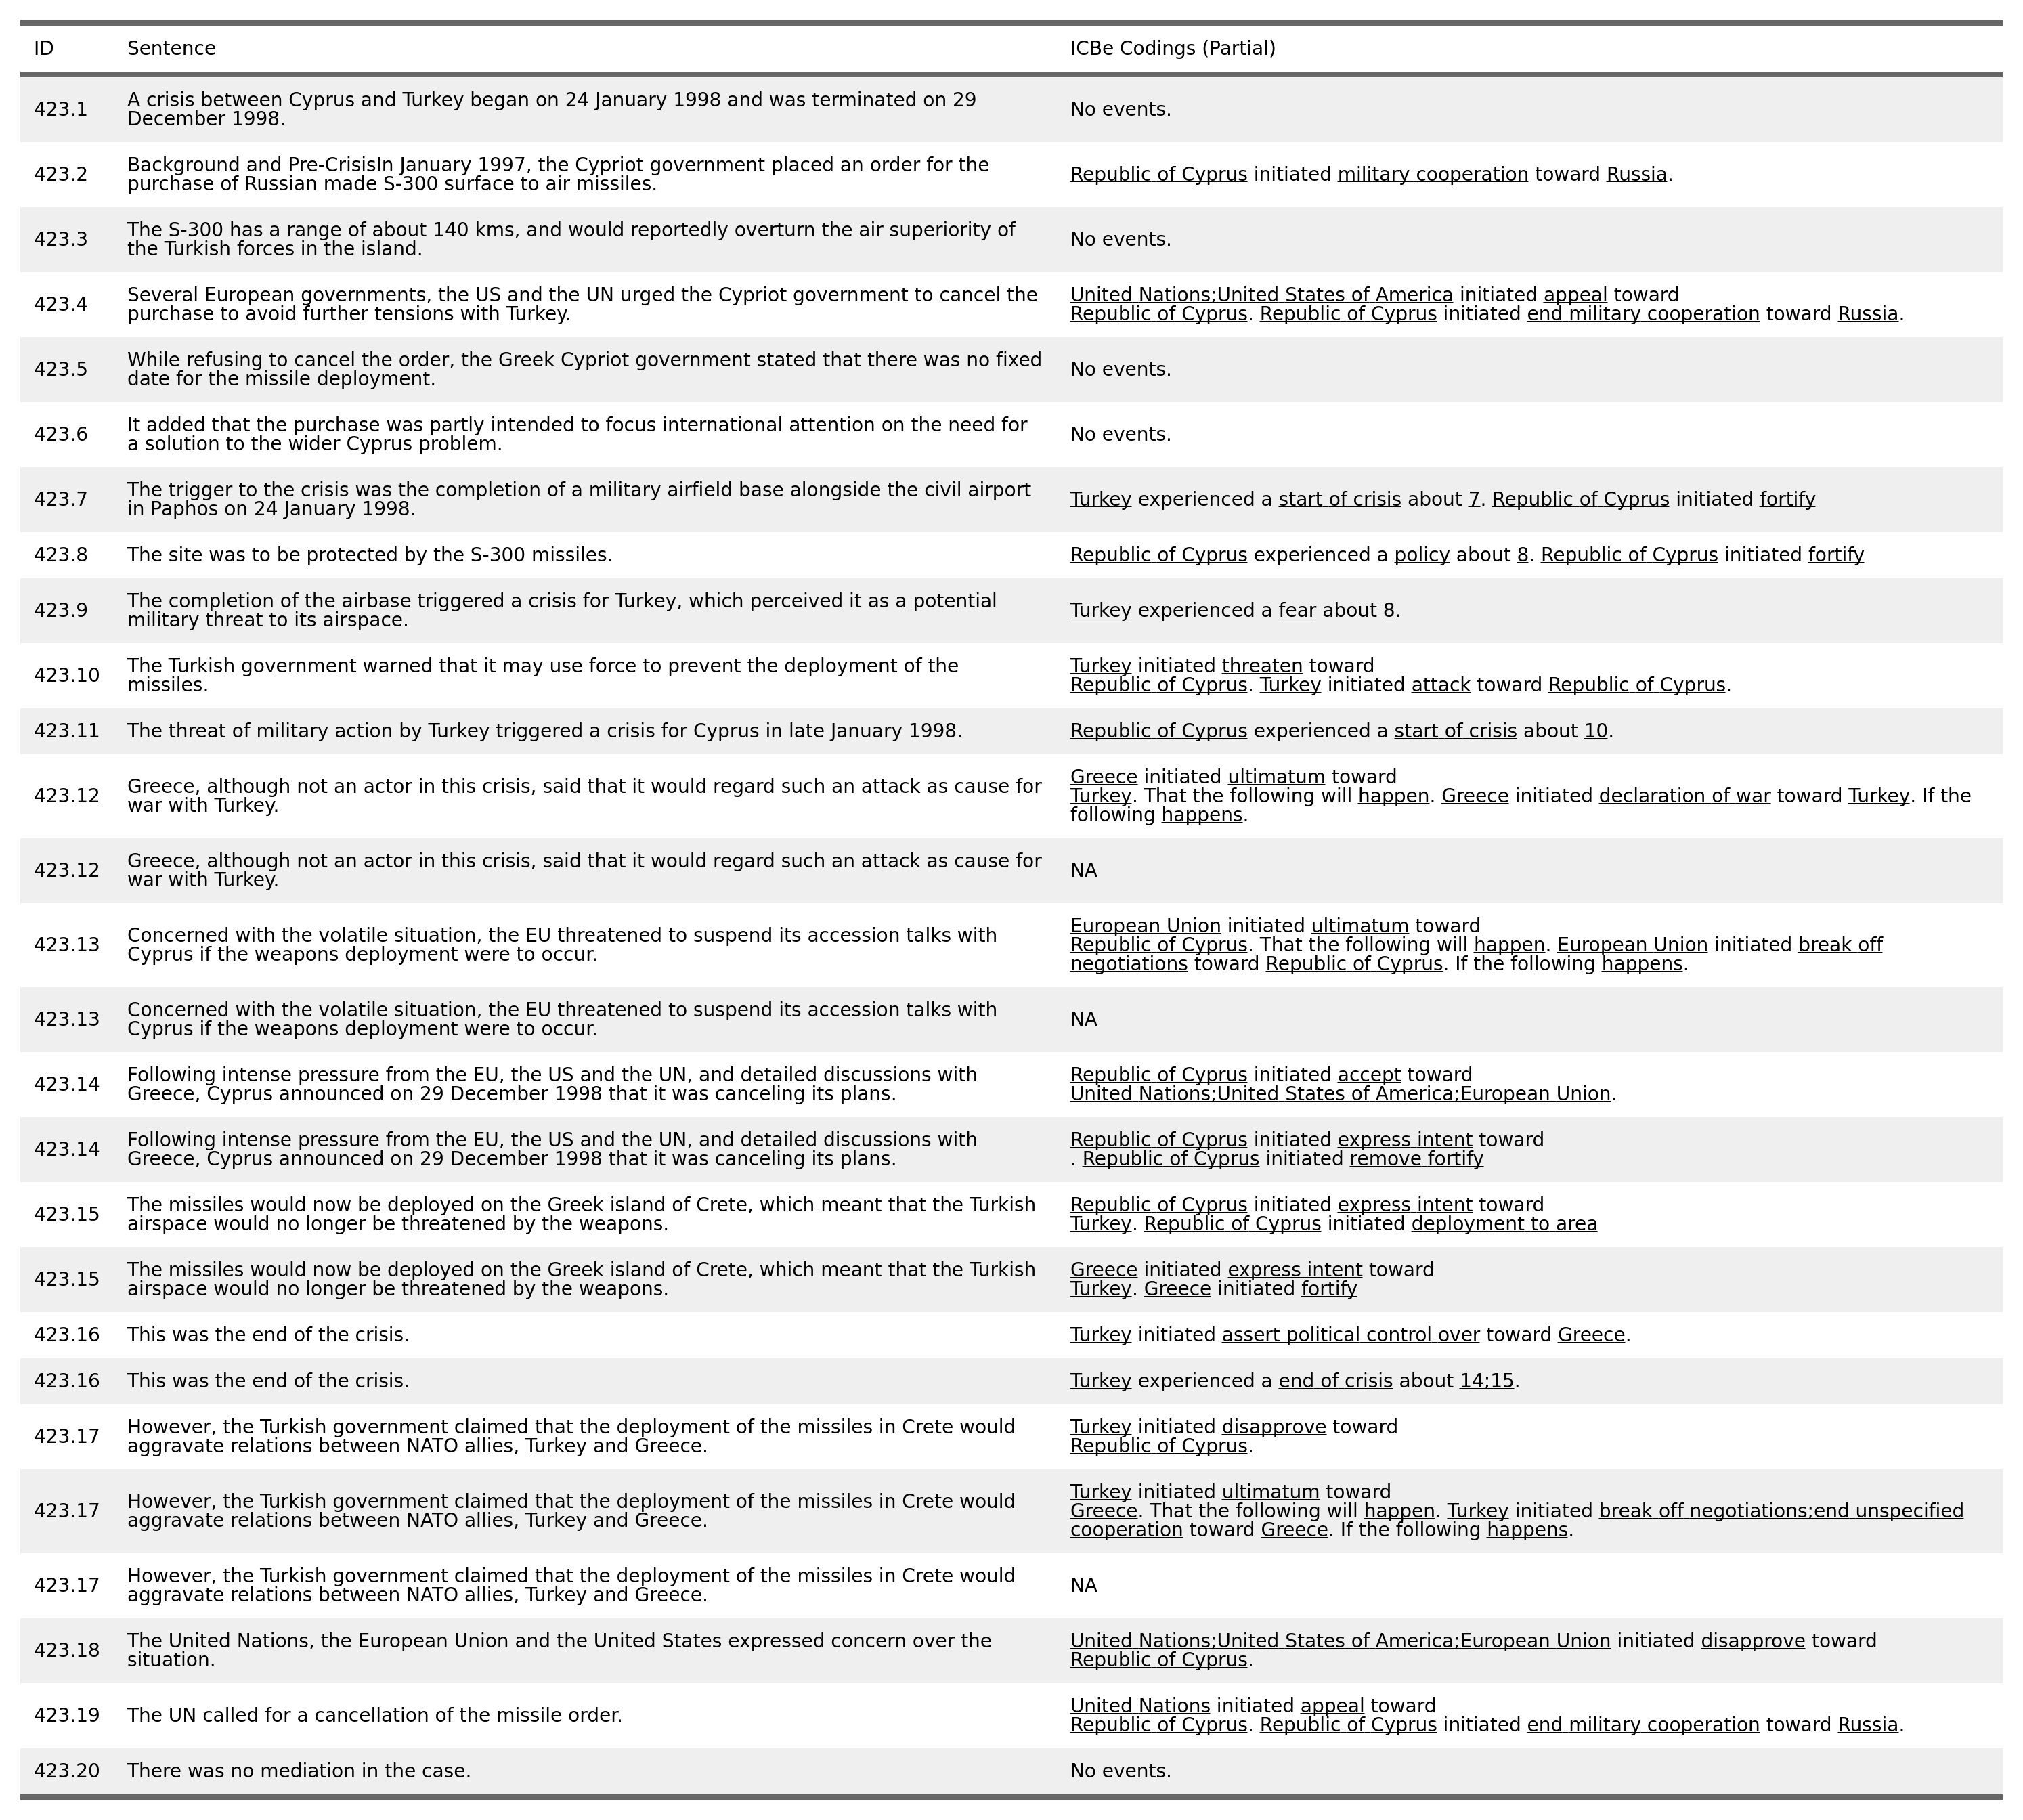 ID Sentence ICBe Codings (Partial)
423.1 A crisis between Cyprus and Turkey began on 24 January 1998 and was terminated on 29
December 1998. No events.
423.2 Background and Pre-CrisisIn January 1997, the Cypriot government placed an order for the
purchase of Russian made S-300 surface to air missiles. Republic of Cyprus initiated military cooperation toward Russia.
423.3 The S-300 has a range of about 140 kms, and would reportedly overturn the air superiority of
the Turkish forces in the island. No events.
423.4 Several European governments, the US and the UN urged the Cypriot government to cancel the
purchase to avoid further tensions with Turkey.
United Nations;United States of America initiated appeal toward
Republic of Cyprus. Republic of Cyprus initiated end military cooperation toward Russia.
423.5 While refusing to cancel the order, the Greek Cypriot government stated that there was no fixed
date for the missile deployment. No events.
423.6 It added that the purchase was partly intended to focus international attention on the need for
a solution to the wider Cyprus problem. No events.
423.7 The trigger to the crisis was the completion of a military airfield base alongside the civil airport
in Paphos on 24 January 1998. Turkey experienced a start of crisis about 7. Republic of Cyprus initiated fortify
423.8 The site was to be protected by the S-300 missiles. Republic of Cyprus experienced a policy about 8. Republic of Cyprus initiated fortify
423.9 The completion of the airbase triggered a crisis for Turkey, which perceived it as a potential
military threat to its airspace. Turkey experienced a fear about 8.
423.10 The Turkish government warned that it may use force to prevent the deployment of the
missiles.
Turkey initiated threaten toward
Republic of Cyprus. Turkey initiated attack toward Republic of Cyprus.
423.11 The threat of military action by Turkey triggered a crisis for Cyprus in late January 1998. Republic of Cyprus experienced a start of crisis about 10.
423.12 Greece, although not an actor in this crisis, said that it would regard such an attack as cause for
war with Turkey.
Greece initiated ultimatum toward
Turkey. That the following will happen. Greece initiated declaration of war toward Turkey. If the
following happens.
423.12 Greece, although not an actor in this crisis, said that it would regard such an attack as cause for
war with Turkey. NA
423.13 Concerned with the volatile situation, the EU threatened to suspend its accession talks with
Cyprus if the weapons deployment were to occur.
European Union initiated ultimatum toward
Republic of Cyprus. That the following will happen. European Union initiated break off
negotiations toward Republic of Cyprus. If the following happens.
423.13 Concerned with the volatile situation, the EU threatened to suspend its accession talks with
Cyprus if the weapons deployment were to occur. NA
423.14 Following intense pressure from the EU, the US and the UN, and detailed discussions with
Greece, Cyprus announced on 29 December 1998 that it was canceling its plans.
Republic of Cyprus initiated accept toward
United Nations;United States of America;European Union.
423.14 Following intense pressure from the EU, the US and the UN, and detailed discussions with
Greece, Cyprus announced on 29 December 1998 that it was canceling its plans.
Republic of Cyprus initiated express intent toward
. Republic of Cyprus initiated remove fortify
423.15 The missiles would now be deployed on the Greek island of Crete, which meant that the Turkish
airspace would no longer be threatened by the weapons.
Republic of Cyprus initiated express intent toward
Turkey. Republic of Cyprus initiated deployment to area
423.15 The missiles would now be deployed on the Greek island of Crete, which meant that the Turkish
airspace would no longer be threatened by the weapons.
Greece initiated express intent toward
Turkey. Greece initiated fortify
423.16 This was the end of the crisis. Turkey initiated assert political control over toward Greece.
423.16 This was the end of the crisis. Turkey experienced a end of crisis about 14;15.
423.17 However, the Turkish government claimed that the deployment of the missiles in Crete would
aggravate relations between NATO allies, Turkey and Greece.
Turkey initiated disapprove toward
Republic of Cyprus.
423.17 However, the Turkish government claimed that the deployment of the missiles in Crete would
aggravate relations between NATO allies, Turkey and Greece.
Turkey initiated ultimatum toward
Greece. That the following will happen. Turkey initiated break off negotiations;end unspecified
cooperation toward Greece. If the following happens.
423.17 However, the Turkish government claimed that the deployment of the missiles in Crete would
aggravate relations between NATO allies, Turkey and Greece. NA
423.18 The United Nations, the European Union and the United States expressed concern over the
situation.
United Nations;United States of America;European Union initiated disapprove toward
Republic of Cyprus.
423.19 The UN called for a cancellation of the missile order.
United Nations initiated appeal toward
Republic of Cyprus. Republic of Cyprus initiated end military cooperation toward Russia.
423.20 There was no mediation in the case. No events.